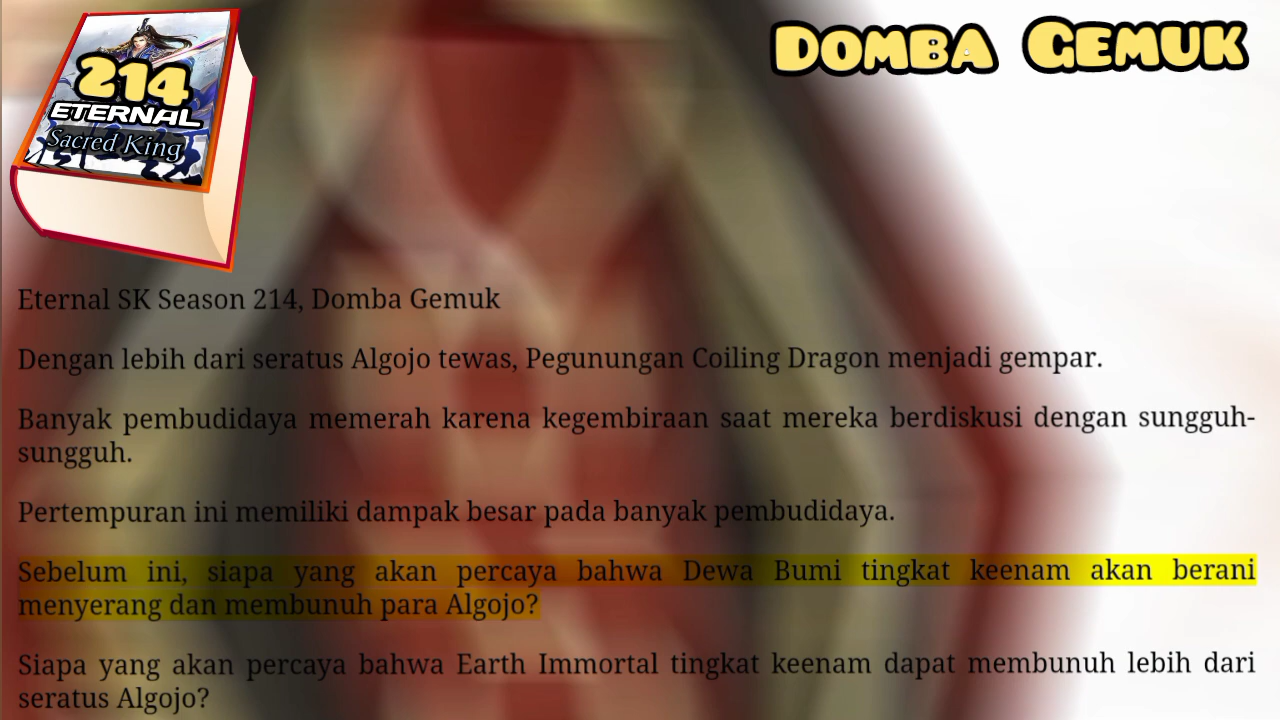 214
ETERNAL
Sacred King
DOMBA GEMUK
Eternal SK Season 214, Domba Gemuk
Dengan lebih dari seratus Algojo tewas, Pegunungan Coiling Dragon menjadi gempar.
Banyak pembudidaya memerah karena kegembiraan saat mereka berdiskusi dengan sungguh-
sungguh.
Pertempuran ini memiliki dampak besar pada banyak pembudidaya.
Sebelum ini, siapa yang akan percaya bahwa Dewa Bumi tingkat keenam akan berani
menyerang dan membunuh para Algojo?
Siapa yang akan percaya bahwa Earth Immortal tingkat keenam dapat membunuh lebih dari
seratus Algojo?